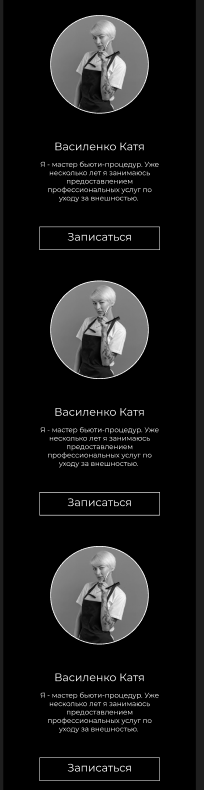 Василенко Катя
Я - мастер бьюти-процедур. Уже
несколько лет я занимаюсь
предоставлением
профессиональных услуг по
уходу за внешностью.
Записаться
Василенко Катя
Я - мастер бьюти-процедур. Уже
несколько лет я занимаюсь
предоставлением
профессиональных услуг по
уходу за внешностью.
Записаться
Василенко Катя
Я - мастер бьюти-процедур. Уже
несколько лет я занимаюсь
предоставлением
профессиональных услуг по
уходу за внешностью.
Записаться